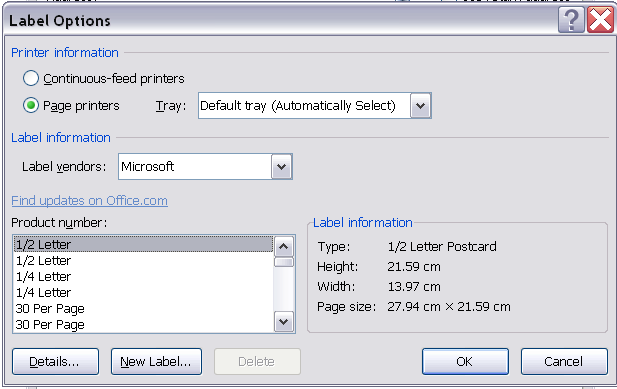 Label Options
Printer information
Continuous-feed printers
Page printers Tray: Default tray (Automatically Select)
Label information
Label vendors: Microsoft
Find updates on Office.com
Product number:
1/2 Letter
1/2 Letter
1/4 Letter
1/4 Letter
30 Per Page
30 Per Page
Label information
Type: 1/2 Letter Postcard
Height: 21.59 cm
Width: 13.97 cm
Page size: 27.94 cm × 21.59 cm
Details... New Label... Delete OK Cancel